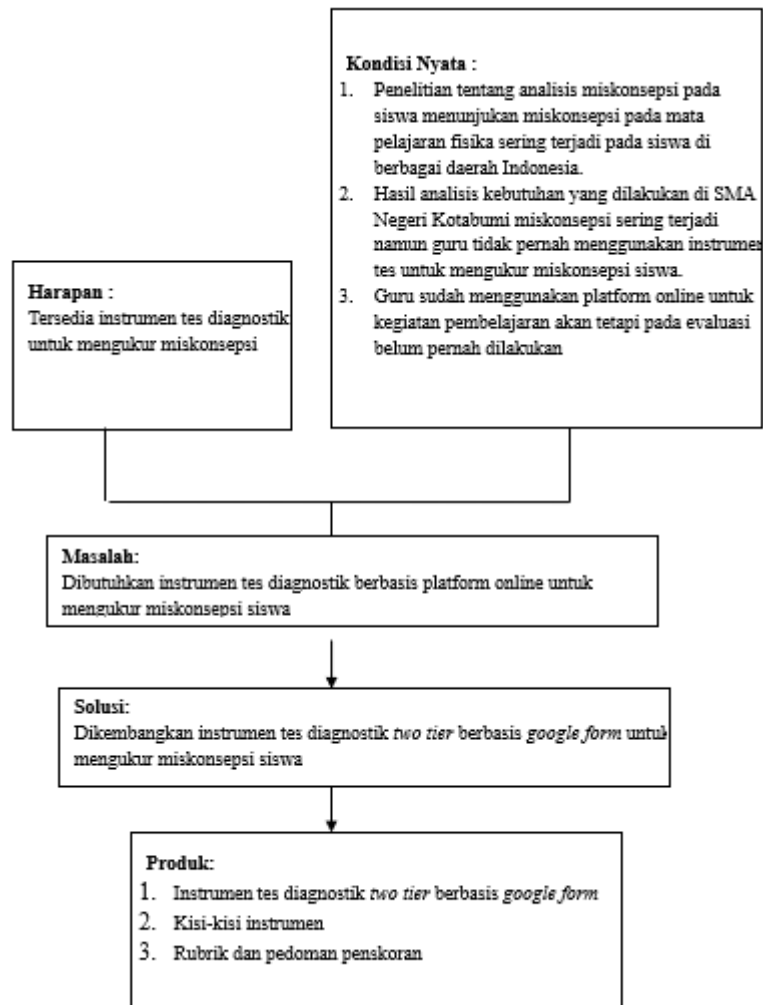 Kondisi Nyata :
1. Penelitian tentang analisis miskonsepsi pada
siswa menunjukan miskonsepsi pada mata
pelajaran fisika sering terjadi pada siswa di
berbagai daerah Indonesia.
2. Hasil analisis kebutuhan yang dilakukan di SMA
Negeri Kotabumi miskonsepsi sering terjadi
namun guru tidak pernah menggunakan instrumen
tes untuk mengukur miskonsepsi siswa.
3. Guru sudah menggunakan platform online untuk
kegiatan pembelajaran akan tetapi pada evaluasi
belum pernah dilakukan
Harapan :
Tersedia instrumen tes diagnostik
untuk mengukur miskonsepsi
Masalah:
Dibutuhkan instrumen tes diagnostik berbasis platform online untuk
mengukur miskonsepsi siswa
Solusi:
Dikembangkan instrumen tes diagnostik two tier berbasis google form untuk
mengukur miskonsepsi siswa
Produk:
1. Instrumen tes diagnostik two tier berbasis google form
2. Kisi-kisi instrumen
3. Rubrik dan pedoman penskoran